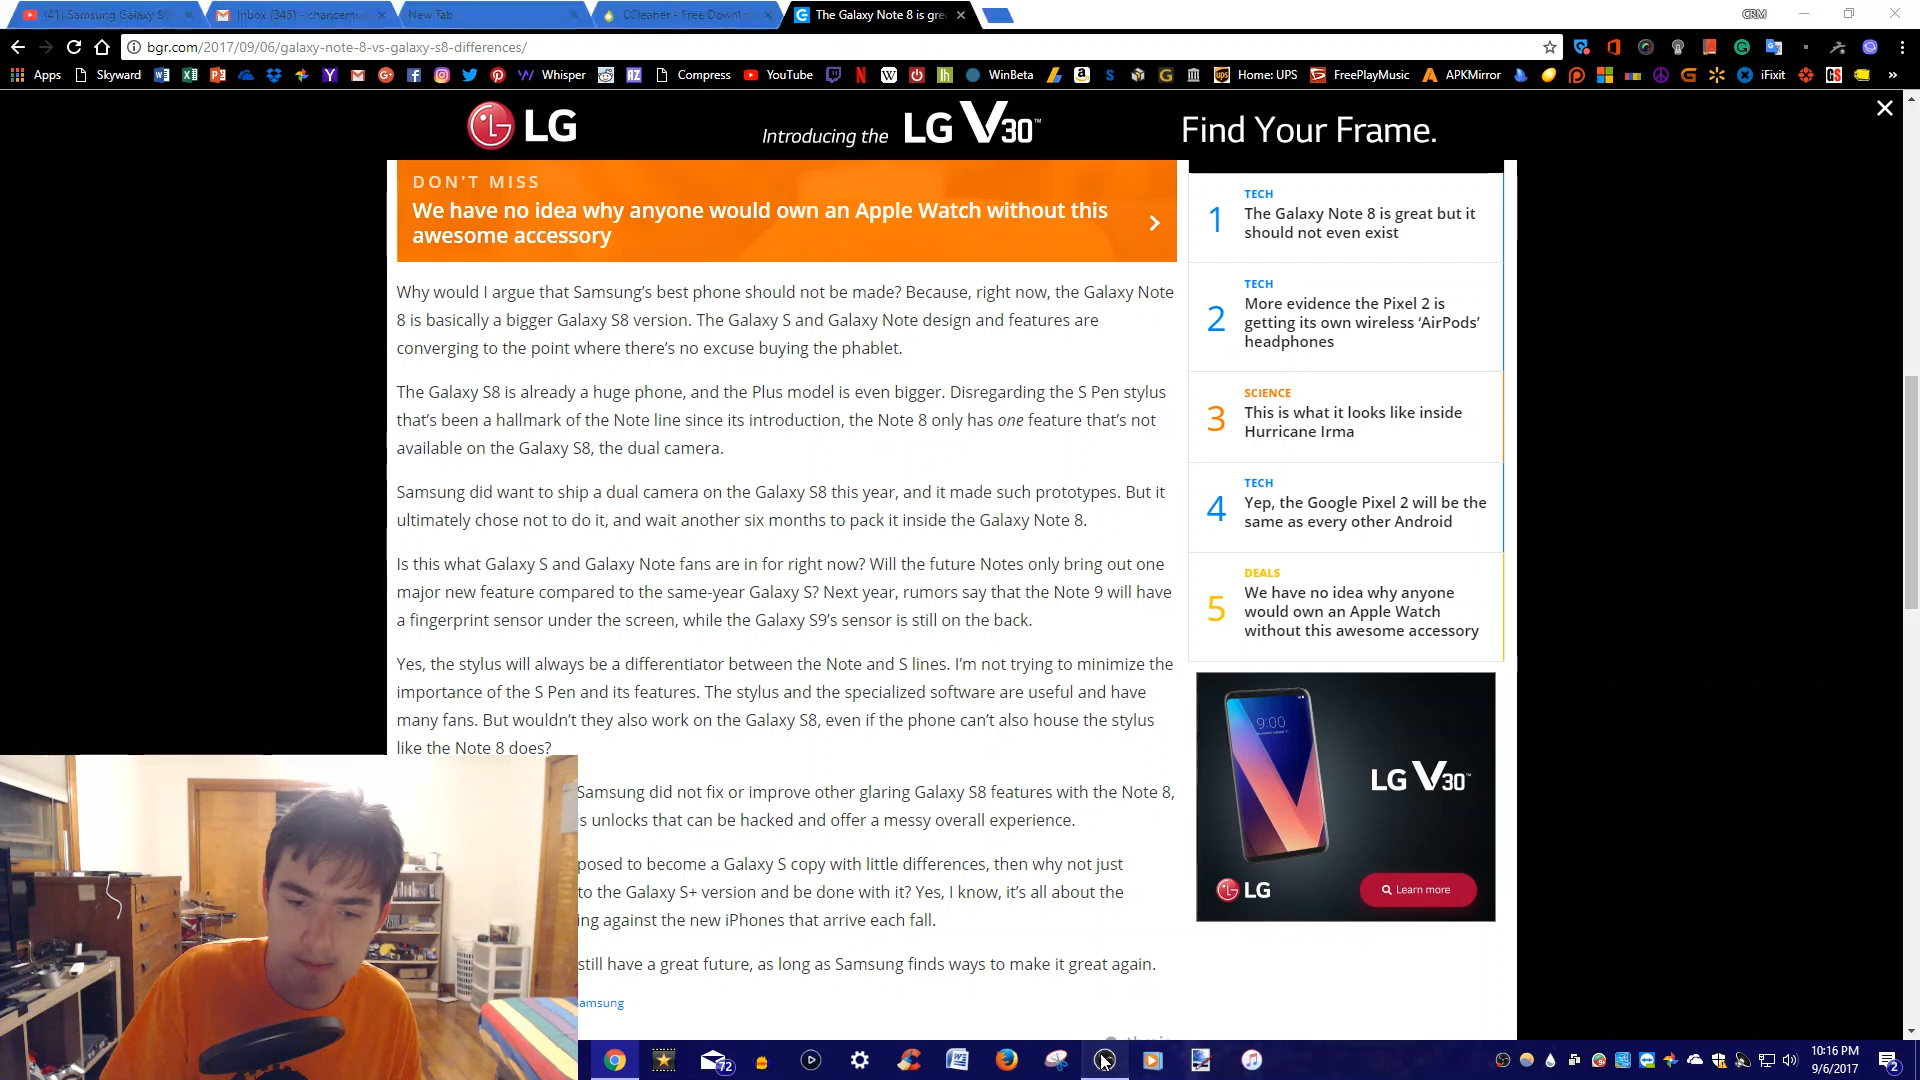 (41) Samsung Galaxy S8
Inbox (345) - chancemu
New Tab
CCleaner - Free Downl
The Galaxy Note 8 is gre
CRM
bgr.com/2017/09/06/galaxy-note-8-vs-galaxy-s8-differences/
Apps
Skyward
Whisper
Compress
YouTube
WinBeta
Home: UPS
FreePlayMusic
APKMirror
iFixit
LG
Introducing the LG V30™
Find Your Frame.
DON'T MISS
We have no idea why anyone would own an Apple Watch without this
awesome accessory
Why would I argue that Samsung's best phone should not be made? Because, right now, the Galaxy Note
8 is basically a bigger Galaxy S8 version. The Galaxy S and Galaxy Note design and features are
converging to the point where there's no excuse buying the phablet.
The Galaxy S8 is already a huge phone, and the Plus model is even bigger. Disregarding the S Pen stylus
that's been a hallmark of the Note line since its introduction, the Note 8 only has one feature that's not
available on the Galaxy S8, the dual camera.
Samsung did want to ship a dual camera on the Galaxy S8 this year, and it made such prototypes. But it
ultimately chose not to do it, and wait another six months to pack it inside the Galaxy Note 8.
Is this what Galaxy S and Galaxy Note fans are in for right now? Will the future Notes only bring out one
major new feature compared to the same-year Galaxy S? Next year, rumors say that the Note 9 will have
a fingerprint sensor under the screen, while the Galaxy S9's sensor is still on the back.
Yes, the stylus will always be a differentiator between the Note and S lines. I'm not trying to minimize the
importance of the S Pen and its features. The stylus and the specialized software are useful and have
many fans. But wouldn't they also work on the Galaxy S8, even if the phone can't also house the stylus
like the Note 8 does?
Samsung did not fix or improve other glaring Galaxy S8 features with the Note 8,
s unlocks that can be hacked and offer a messy overall experience.
posed to become a Galaxy S copy with little differences, then why not just
to the Galaxy S+ version and be done with it? Yes, I know, it's all about the
ing against the new iPhones that arrive each fall.
still have a great future, as long as Samsung finds ways to make it great again.
amsung
TECH
1
The Galaxy Note 8 is great but it
should not even exist
TECH
2
More evidence the Pixel 2 is
getting its own wireless 'AirPods'
headphones
SCIENCE
3
This is what it looks like inside
Hurricane Irma
TECH
4
Yep, the Google Pixel 2 will be the
same as every other Android
DEALS
5
We have no idea why anyone
would own an Apple Watch
without this awesome accessory
9:00
LG V30™
LG
Learn more
72
10:16 PM
9/6/2017
2